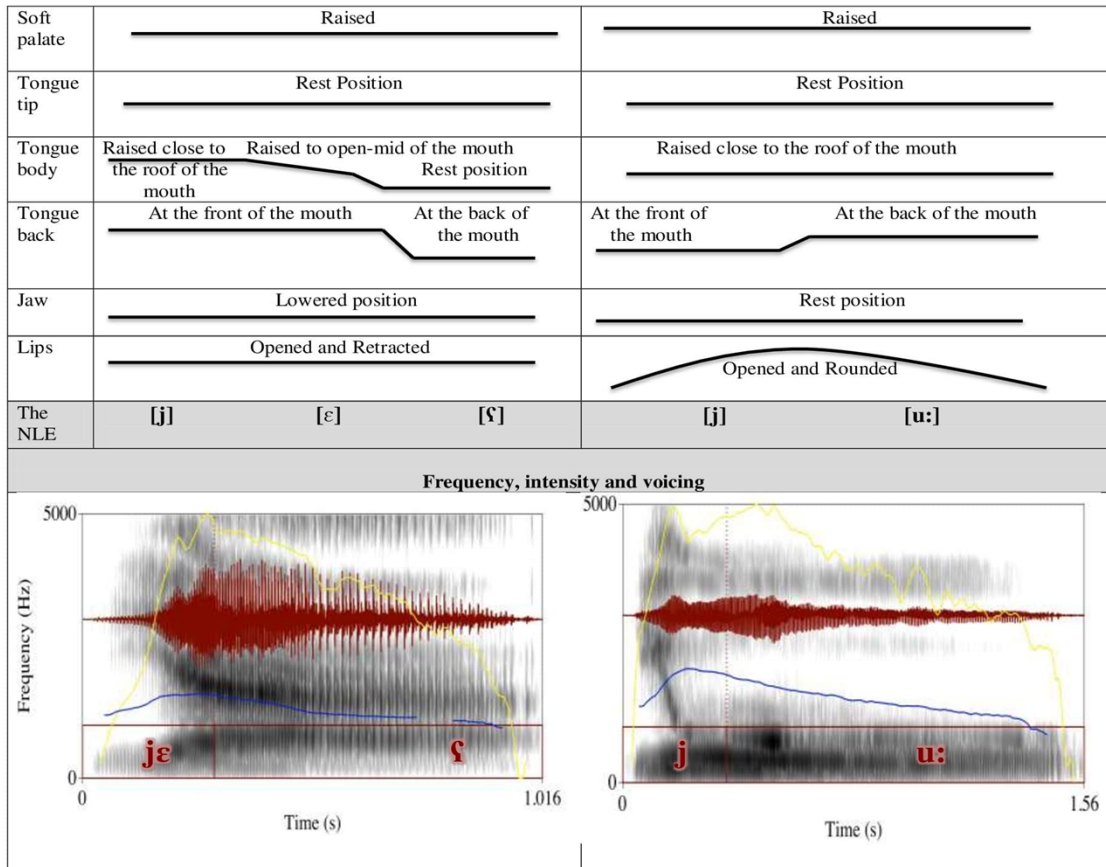 Soft palate
Raised
Raised
Tongue tip
Rest Position
Rest Position
Tongue body
Raised close to the roof of the mouth
Raised to open-mid of the mouth
Rest position
Raised close to the roof of the mouth
Tongue back
At the front of the mouth
At the back of the mouth
At the front of the mouth
At the back of the mouth
Jaw
Lowered position
Rest position
Lips
Opened and Retracted
Opened and Rounded
The NLE
[j] [ɛ] [ʕ]
[j] [u:]
Frequency, intensity and voicing
5000
Frequency (Hz)
0
jɛ ʕ
0 1.016
Time (s)
5000
0
j u:
0 1.56
Time (s)